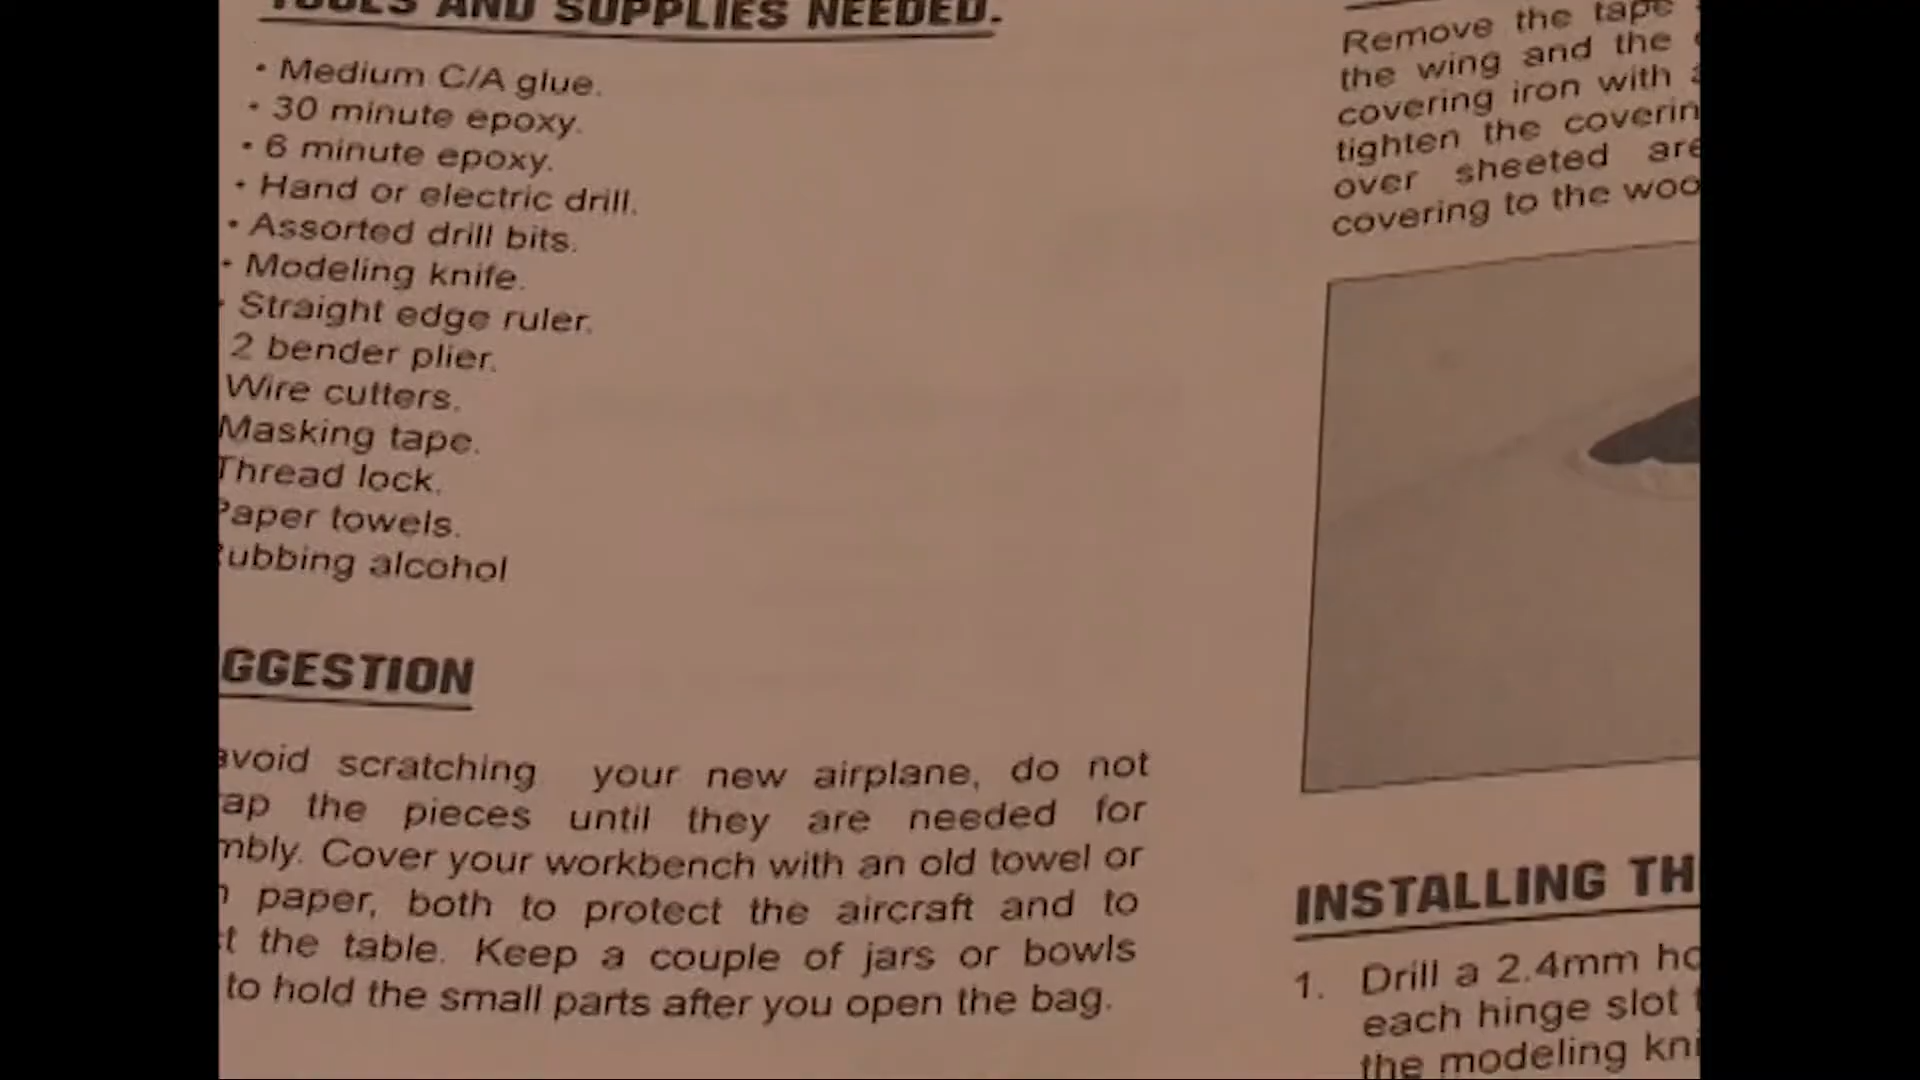 TOOLS AND SUPPLIES NEEDED.
• Medium C/A glue.
• 30 minute epoxy.
• 6 minute epoxy.
• Hand or electric drill.
• Assorted drill bits.
• Modeling knife.
• Straight edge ruler.
2 bender plier.
Wire cutters.
Masking tape.
Thread lock.
Paper towels.
ubbing alcohol
GGESTION
avoid scratching your new airplane, do not
ap the pieces until they are needed for
mbly. Cover your workbench with an old towel or
paper, both to protect the aircraft and to
t the table. Keep a couple of jars or bowls
to hold the small parts after you open the bag.
Remove the tape
the wing and the
covering iron with
tighten the coverin
over sheeted are
covering to the woo
INSTALLING TH
1. Drill a 2.4mm ho
each hinge slot
the modeling kni